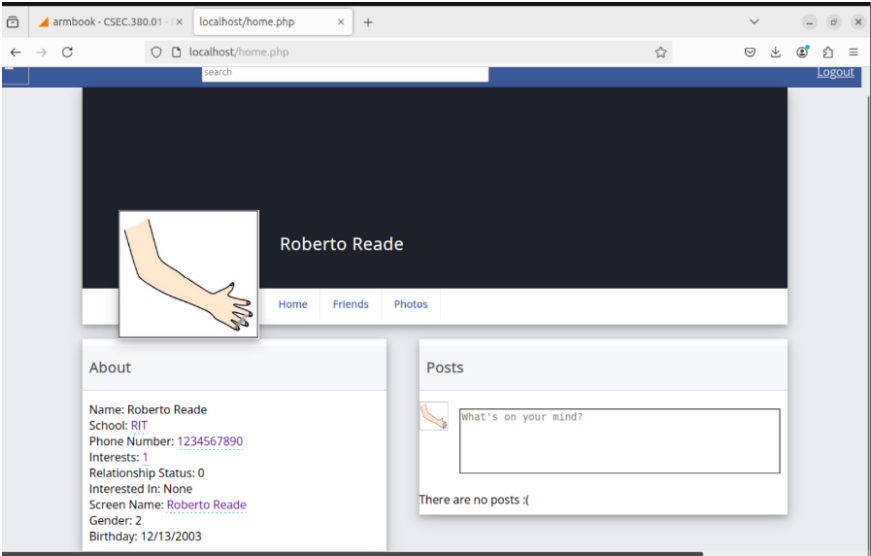 armbook - CSEC.380.01 -
localhost/home.php
localhost/home.php
search
Logout
Roberto Reade
Home Friends Photos
About
Name: Roberto Reade
School: RIT
Phone Number: 1234567890
Interests: 1
Relationship Status: 0
Interested In: None
Screen Name: Roberto Reade
Gender: 2
Birthday: 12/13/2003
Posts
What's on your mind?
There are no posts :(